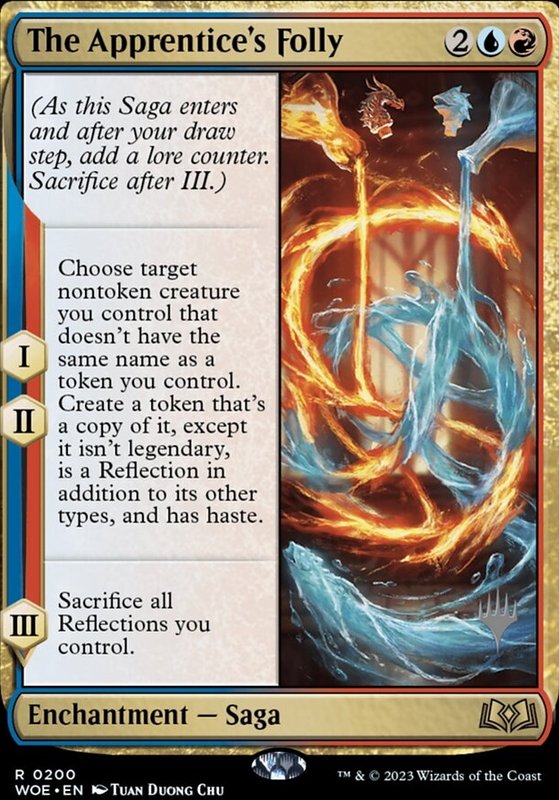 The Apprentice's Folly
2
(As this Saga enters
and after your draw
step, add a lore counter.
Sacrifice after III.)
I
II
Choose target
nontoken creature
you control that
doesn't have the
same name as a
token you control.
Create a token that's
a copy of it, except
it isn't legendary,
is a Reflection in
addition to its other
types, and has haste.
III
Sacrifice all
Reflections you
control.
Enchantment — Saga
R 0200
WOE • EN Tuan Duong Chu
™ & © 2023 Wizards of the Coast